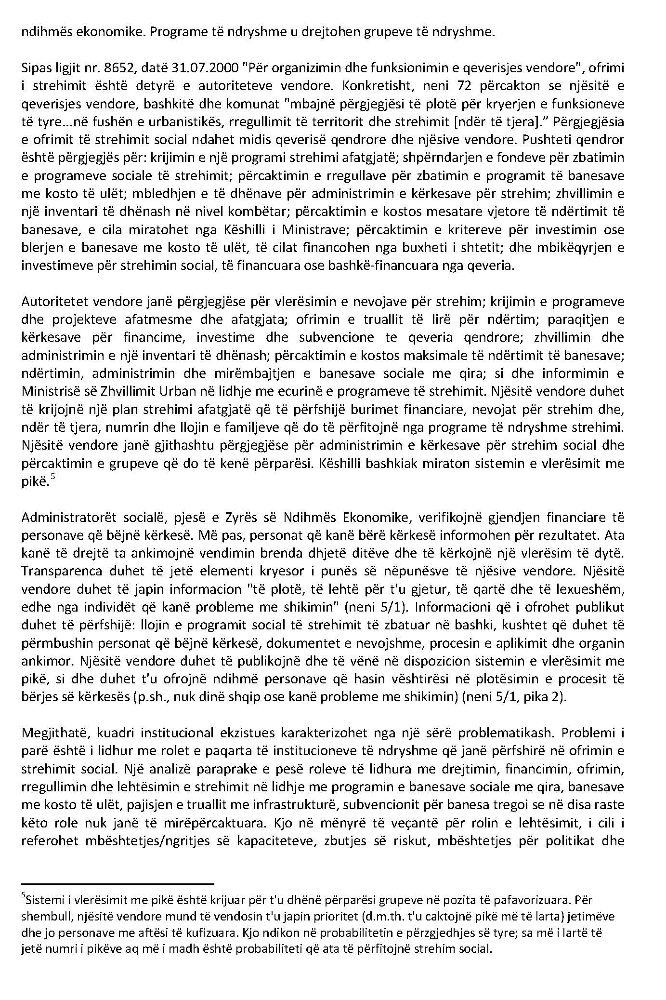 ndihmës ekonomike. Programe të ndryshme u drejtohen grupeve të ndryshme.
Sipas ligjit nr. 8652, datë 31.07.2000 "Për organizimin dhe funksionimin e qeverisjes vendore", ofrimi
i strehimit është detyrë e autoriteteve vendore. Konkretisht, neni 72 përcakton se njësitë e
qeverisjes vendore, bashkitë dhe komunat "mbajnë përgjegjësi të plotë për kryerjen e funksioneve
të tyre...në fushën e urbanistikës, rregullimit të territorit dhe strehimit [ndër të tjera].” Përgjegjësia
e ofrimit të strehimit social ndahet midis qeverisë qendrore dhe njësive vendore. Pushteti qendror
është përgjegjës për: krijimin e një programi strehimi afatgjatë; shpërndarjen e fondeve për zbatimin
e programeve sociale të strehimit; përcaktimin e rregullave për zbatimin e programit të banesave
me kosto të ulët; mbledhjen e të dhënave për administrimin e kërkesave për strehim; zhvillimin e
një inventari të dhënash në nivel kombëtar; përcaktimin e kostos mesatare vjetore të ndërtimit të
banesave, e cila miratohet nga Këshilli i Ministrave; përcaktimin e kritereve për investimin ose
blerjen e banesave me kosto të ulët, të cilat financohen nga buxheti i shtetit; dhe mbikëqyrjen e
investimeve për strehimin social, të financuara ose bashkë-financuara nga qeveria.
Autoritetet vendore janë përgjegjëse për vlerësimin e nevojave për strehim; krijimin e programeve
dhe projekteve afatmesme dhe afatgjata; ofrimin e truallit të lirë për ndërtim; paraqitjen e
kërkesave për financime, investime dhe subvencione te qeveria qendrore; zhvillimin dhe
administrimin e një inventari të dhënash; përcaktimin e kostos maksimale të ndërtimit të banesave;
ndërtimin, administrimin dhe mirëmbajtjen e banesave sociale me qira; si dhe informimin e
Ministrisë së Zhvillimit Urban në lidhje me ecurinë e programeve të strehimit. Njësitë vendore duhet
të krijojnë një plan strehimi afatgjatë që të përfshijë burimet financiare, nevojat për strehim dhe,
ndër të tjera, numrin dhe llojin e familjeve që do të përfitojnë nga programe të ndryshme strehimi.
Njësitë vendore janë gjithashtu përgjegjëse për administrimin e kërkesave për strehim social dhe
përcaktimin e grupeve që do të kenë përparësi. Këshilli bashkiak miraton sistemin e vlerësimit me
pikë.5
Administratorët socialë, pjesë e Zyrës së Ndihmës Ekonomike, verifikojnë gjendjen financiare të
personave që bëjnë kërkesë. Më pas, personat që kanë bërë kërkesë informohen për rezultatet. Ata
kanë të drejtë ta ankimojnë vendimin brenda dhjetë ditëve dhe të kërkojnë një vlerësim të dytë.
Transparenca duhet të jetë elementi kryesor i punës së nëpunësve të njësive vendore. Njësitë
vendore duhet të japin informacion "të plotë, të lehtë për t'u gjetur, të qartë dhe të lexueshëm,
edhe nga individët që kanë probleme me shikimin" (neni 5/1). Informacioni që i ofrohet publikut
duhet të përfshijë: llojin e programit social të strehimit të zbatuar në bashki, kushtet që duhet të
përmbushin personat që bëjnë kërkesë, dokumentet e nevojshme, procesin e aplikimit dhe organin
ankimor. Njësitë vendore duhet të publikojnë dhe të vënë në dispozicion sistemin e vlerësimit me
pikë, si dhe duhet t'u ofrojnë ndihmë personave që hasin vështirësi në plotësimin e procesit të
bërjes së kërkesës (p.sh., nuk dinë shqip ose kanë probleme me shikimin) (neni 5/1, pika 2).
Megjithatë, kuadri institucional ekzistues karakterizohet nga një sërë problematikash. Problemi i
parë është i lidhur me rolet e paqarta të institucioneve të ndryshme që janë përfshirë në ofrimin e
strehimit social. Një analizë paraprake e pesë roleve të lidhura me drejtimin, financimin, ofrimin,
rregullimin dhe lehtësimin e strehimit në lidhje me programin e banesave sociale me qira, banesave
me kosto të ulët, pajisjen e truallit me infrastrukturë, subvencionit për banesa tregoi se në disa raste
këto role nuk janë të mirëpërcaktuara. Kjo në mënyrë të veçantë për rolin e lehtësimit, i cili i
referohet mbështetjes/ngritjes së kapaciteteve, zbutjes së riskut, mbështetjes për politikat dhe
5Sistemi i vlerësimit me pikë është krijuar për t'u dhënë përparësi grupeve në pozita të pafavorizuara. Për
shembull, njësitë vendore mund të vendosin t'u japin prioritet (d.m.th. t'u caktojnë pikë më të larta) jetimëve
dhe jo personave me aftësi të kufizuara. Kjo ndikon në probabilitetin e përzgjedhjes së tyre; sa më i lartë të
jetë numri i pikëve aq më i madh është probabiliteti që ata të përfitojnë strehim social.